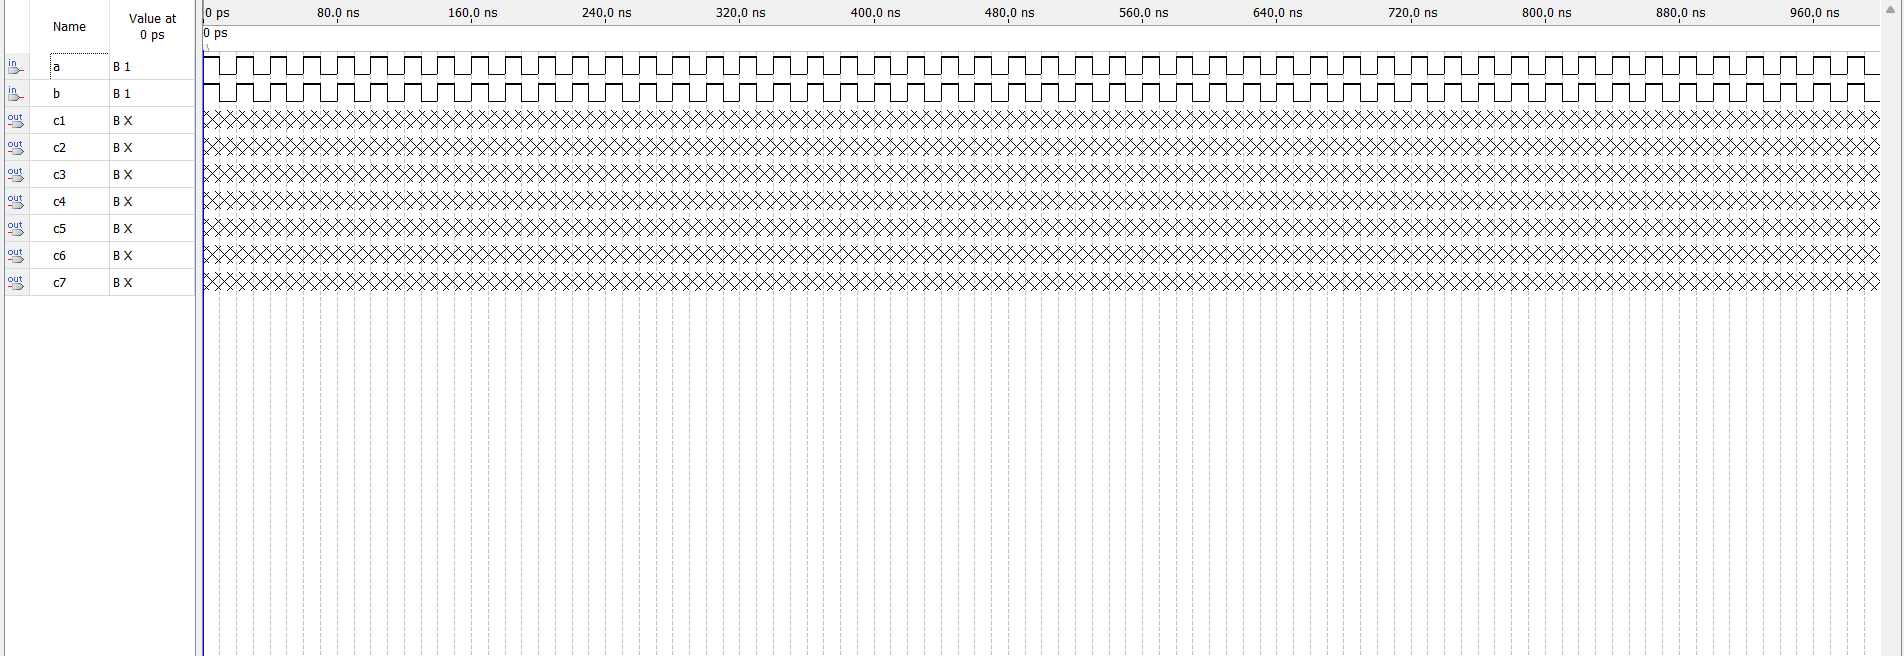 Name
Value at
0 ps
0 ps 80.0 ns 160.0 ns 240.0 ns 320.0 ns 400.0 ns 480.0 ns 560.0 ns 640.0 ns 720.0 ns 800.0 ns 880.0 ns 960.0 ns
0 ps
in a B 1
in b B 1
out c1 B X
out c2 B X
out c3 B X
out c4 B X
out c5 B X
out c6 B X
out c7 B X